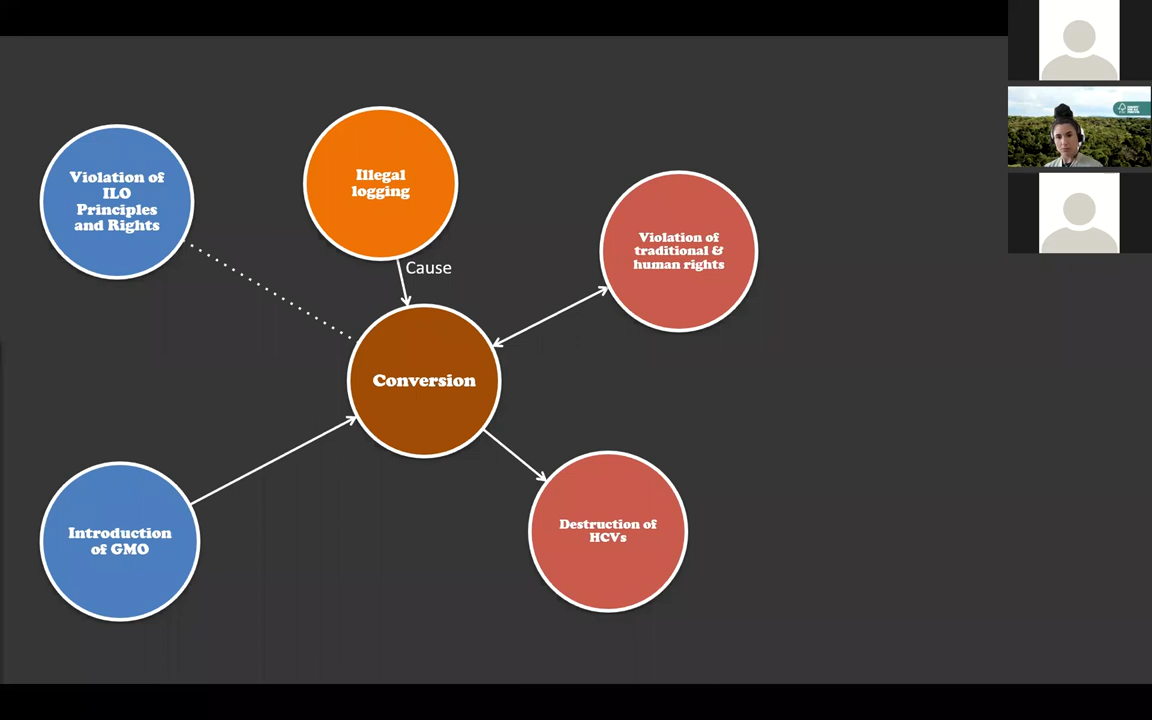 Violation of
ILO
Principles
and Rights
Illegal
logging
Violation of
traditional &
human rights
Cause
Conversion
Introduction
of GMO
Destruction of
HCVs